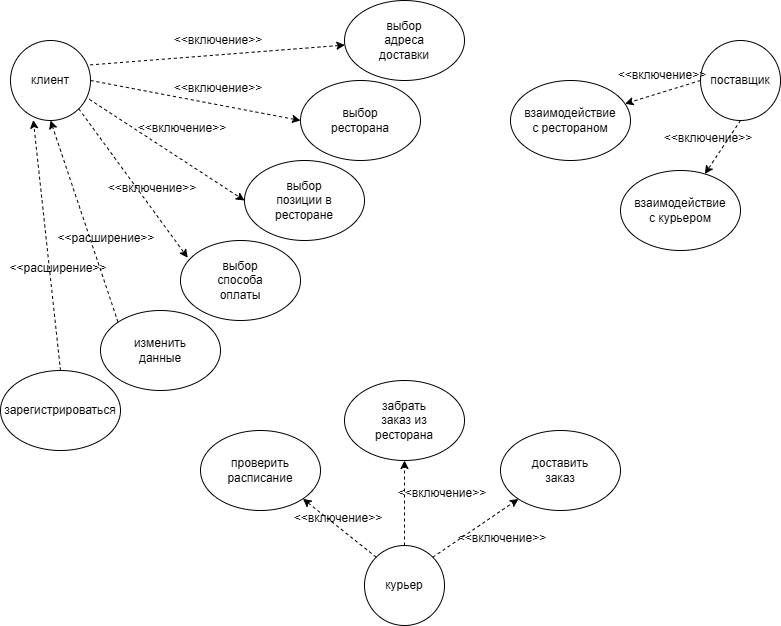 выбор
адреса
доставки
<<включение>>
клиент
<<включение>>
выбор
ресторана
<<включение>>
выбор
позиции в
ресторане
<<включение>>
<<расширение>>
<<расширение>>
выбор
способа
оплаты
изменить
данные
зарегистрироваться
<<включение>>
поставщик
взаимодействие
с рестораном
<<включение>>
взаимодействие
с курьером
забрать
заказ из
ресторана
проверить
расписание
доставить
заказ
<<включение>>
<<включение>>
<<включение>>
курьер